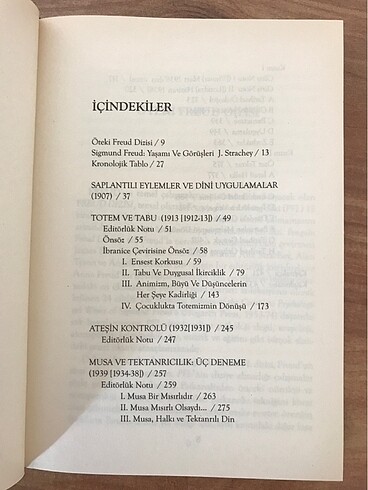 İÇİNDEKİLER
Öteki Freud Dizisi / 9
Sigmund Freud: Yaşamı Ve Görüşleri J. Strachey / 13
Kronolojik Tablo / 27
SAPLANTILI EYLEMLER VE DİNİ UYGULAMALAR
(1907) / 37
TOTEM VE TABU (1913 [1912-13]) / 49
Editörlük Notu / 51
Önsöz / 55
İbranice Çevirisine Önsöz / 58
I. Ensest Korkusu / 59
II. Tabu Ve Duygusal İkirciklik / 79
III. Animizm, Büyü Ve Düşüncelerin
Her Şeye Kadirliği / 143
IV. Çocuklukta Totemizmin Dönüşü / 173
ATEŞİN KONTROLÜ (1932[1931]) / 245
Editörlük Notu / 247
MUSA VE TEKTANRICILIK: ÜÇ DENEME
(1939 [1934-38]) / 257
Editörlük Notu / 259
I. Musa Bir Mısırlıdır / 263
II. Musa Mısırlı Olsaydı... / 275
III. Musa, Halkı ve Tektanrılı Din